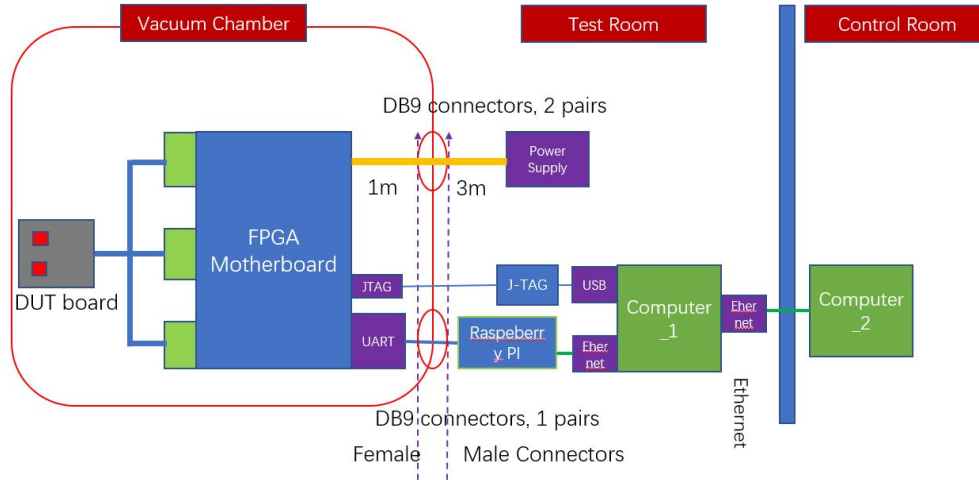 Vacuum Chamber
Test Room
Control Room
DB9 connectors, 2 pairs
Power
Supply
1m
3m
FPGA
Motherboard
DUT board
JTAG
J-TAG
USB
Computer
_1
Eher
net
Computer
_2
UART
Raspeberr
y PI
Eher
net
Ethernet
DB9 connectors, 1 pairs
Female
Male Connectors